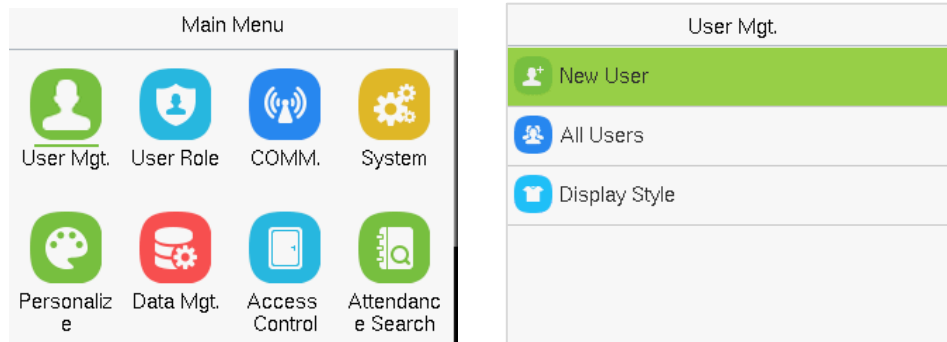 Main Menu
User Mgt.
User Role
COMM.
System
Personaliz
e
Data Mgt.
Access
Control
Attendanc
e Search
User Mgt.
New User
All Users
Display Style